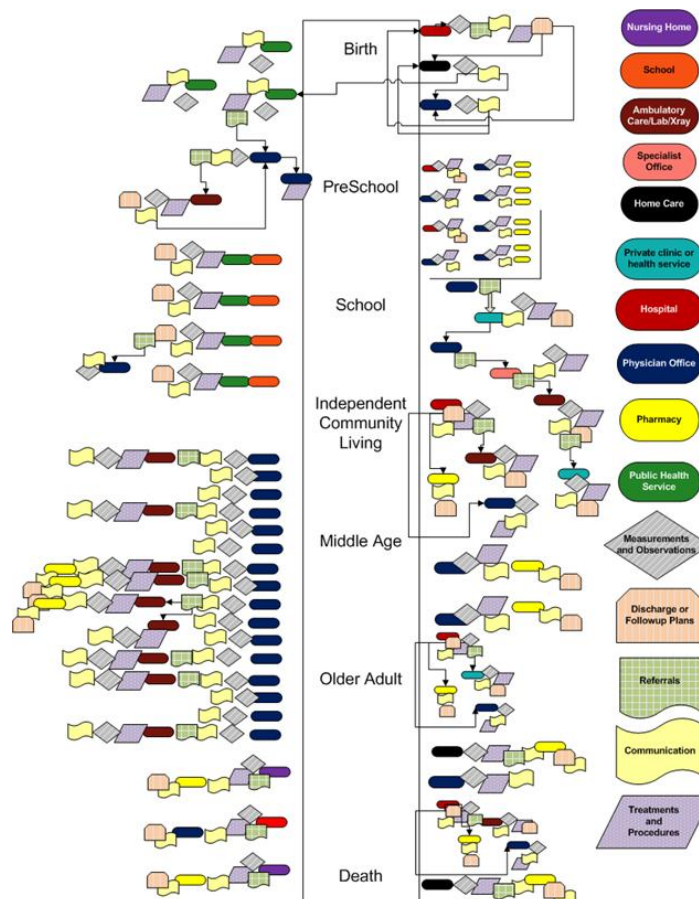 Birth
PreSchool
School
Independent
Community
Living
Middle Age
Older Adult
Death
Nursing Home
School
Ambulatory
Care/Lab/Xray
Specialist
Office
Home Care
Private clinic or
health service
Hospital
Physician Office
Pharmacy
Public Health
Service
Measurements
and Observations
Discharge or
Followup Plans
Referrals
Communication
Treatments
and
Procedures